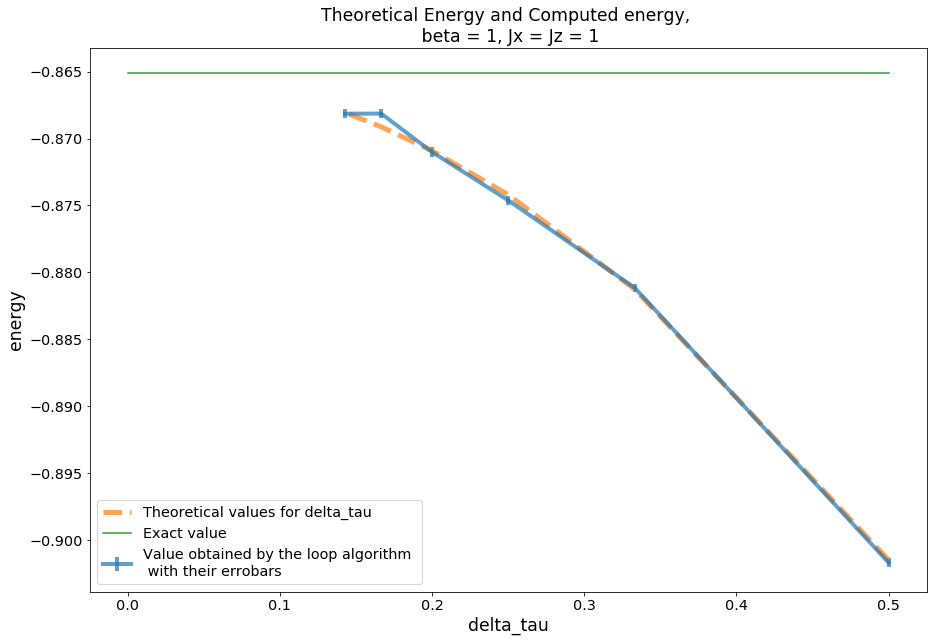 Theoretical Energy and Computed energy,
beta = 1, Jx = Jz = 1
energy
−0.865
−0.870
−0.875
−0.880
−0.885
−0.890
−0.895
−0.900
Theoretical values for delta_tau
Exact value
Value obtained by the loop algorithm
with their errobars
0.0 0.1 0.2 0.3 0.4 0.5
delta_tau